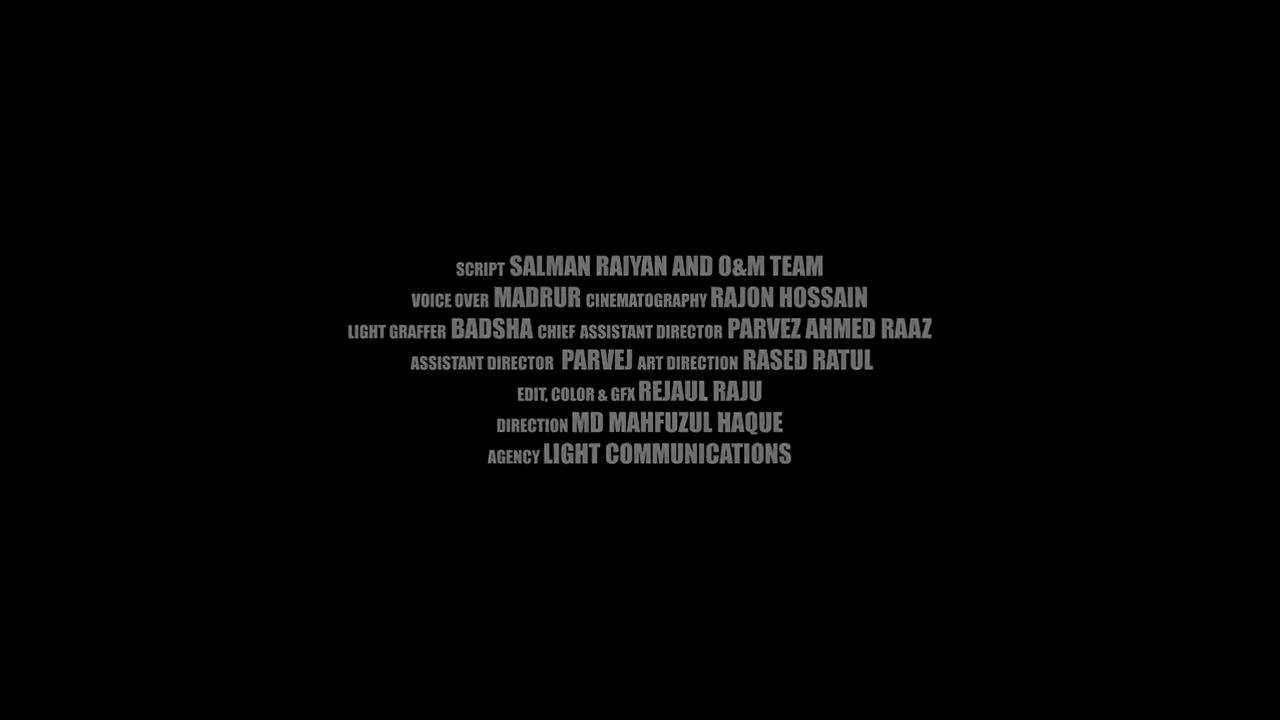 SCRIPT SALMAN RAIYAN AND O&M TEAM
VOICE OVER MADRUR CINEMATOGRAPHY RAJON HOSSAIN
LIGHT GRAFFER BADSHA CHIEF ASSISTANT DIRECTOR PARVEZ AHMED RAAZ
ASSISTANT DIRECTOR PARVEJ ART DIRECTION RASED RATUL
EDIT, COLOR & GFX REJAUL RAJU
DIRECTION MD MAHFUZUL HAQUE
AGENCY LIGHT COMMUNICATIONS